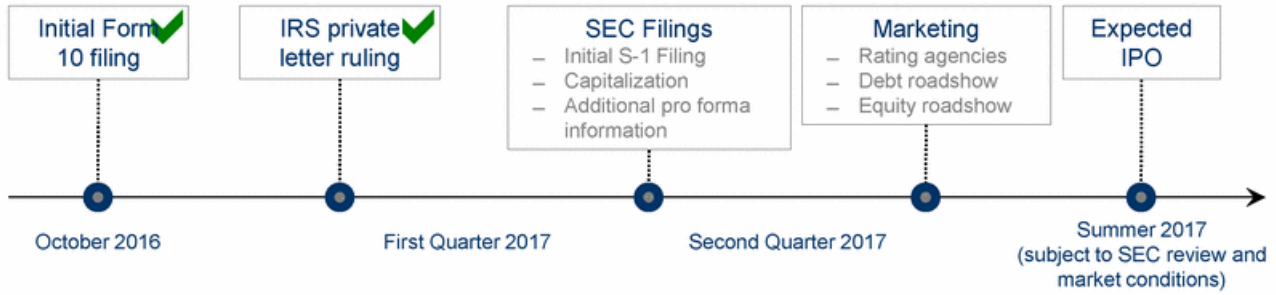 Initial Form
10 filing
IRS private
letter ruling
SEC Filings
– Initial S-1 Filing
– Capitalization
– Additional pro forma
information
Marketing
– Rating agencies
– Debt roadshow
– Equity roadshow
Expected
IPO
October 2016
First Quarter 2017
Second Quarter 2017
Summer 2017
(subject to SEC review and
market conditions)